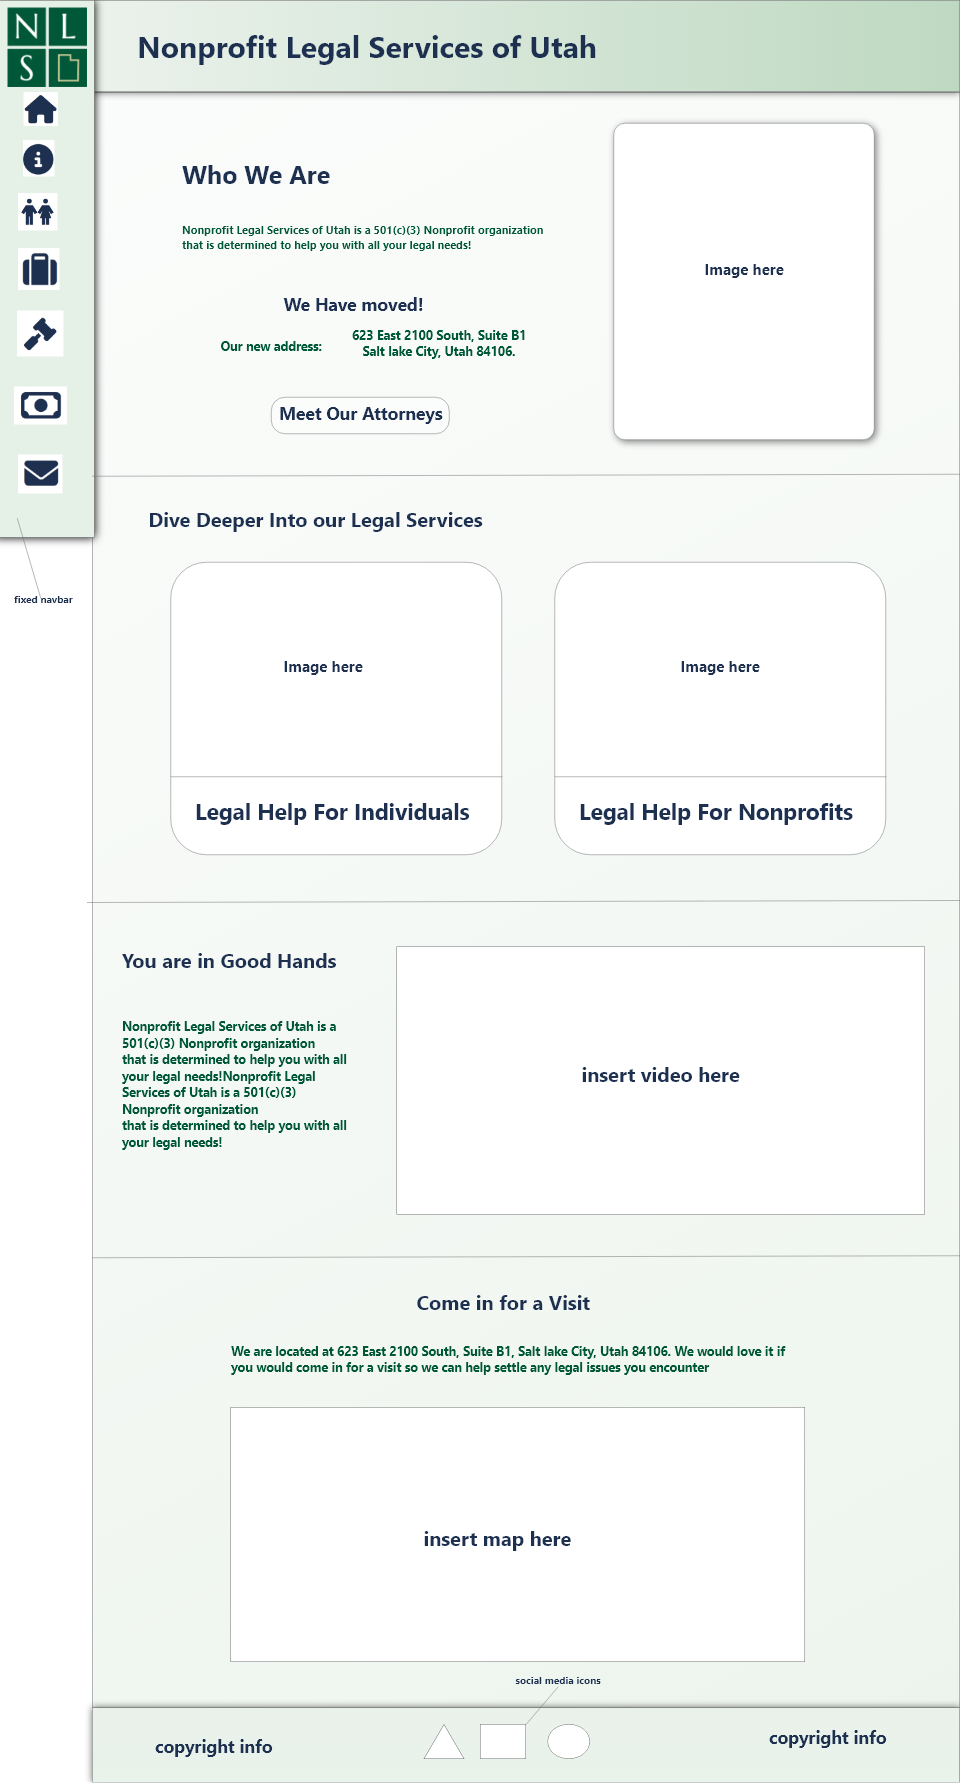 N L
S
Nonprofit Legal Services of Utah
Who We Are
Nonprofit Legal Services of Utah is a 501(c)(3) Nonprofit organization
that is determined to help you with all your legal needs!
We Have moved!
Our new address:
623 East 2100 South, Suite B1
Salt lake City, Utah 84106.
Meet Our Attorneys
Image here
fixed navbar
Dive Deeper Into our Legal Services
Image here
Legal Help For Individuals
Image here
Legal Help For Nonprofits
You are in Good Hands
Nonprofit Legal Services of Utah is a
501(c)(3) Nonprofit organization
that is determined to help you with all
your legal needs!Nonprofit Legal
Services of Utah is a 501(c)(3)
Nonprofit organization
that is determined to help you with all
your legal needs!
insert video here
Come in for a Visit
We are located at 623 East 2100 South, Suite B1, Salt lake City, Utah 84106. We would love it if
you would come in for a visit so we can help settle any legal issues you encounter
insert map here
social media icons
copyright info
copyright info